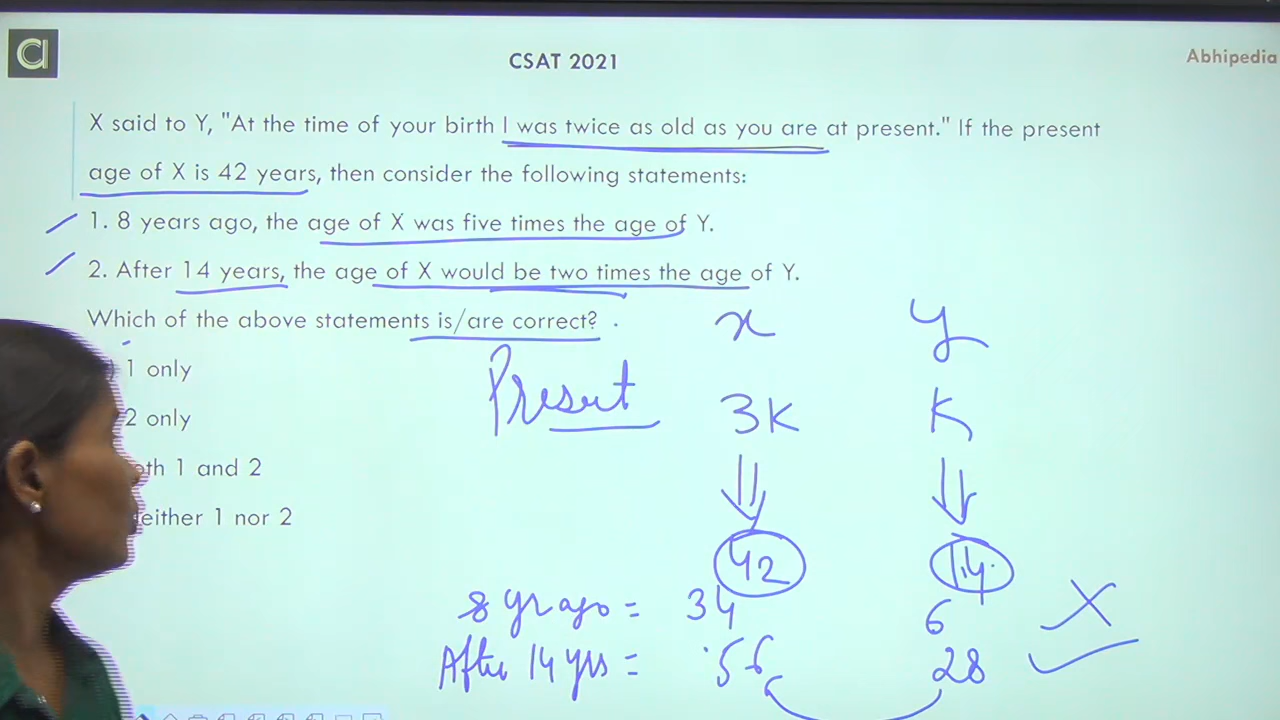 CSAT 2021
Abhipedia
X said to Y, "At the time of your birth I was twice as old as you are at present." If the present
age of X is 42 years, then consider the following statements:
1. 8 years ago, the age of X was five times the age of Y.
2. After 14 years, the age of X would be two times the age of Y.
Which of the above statements is/are correct?
x y
1 only
Present 3K K
2 only
th 1 and 2
either 1 nor 2
42 14
8 yr ago = 34 6 X
After 14 yrs = 56 28